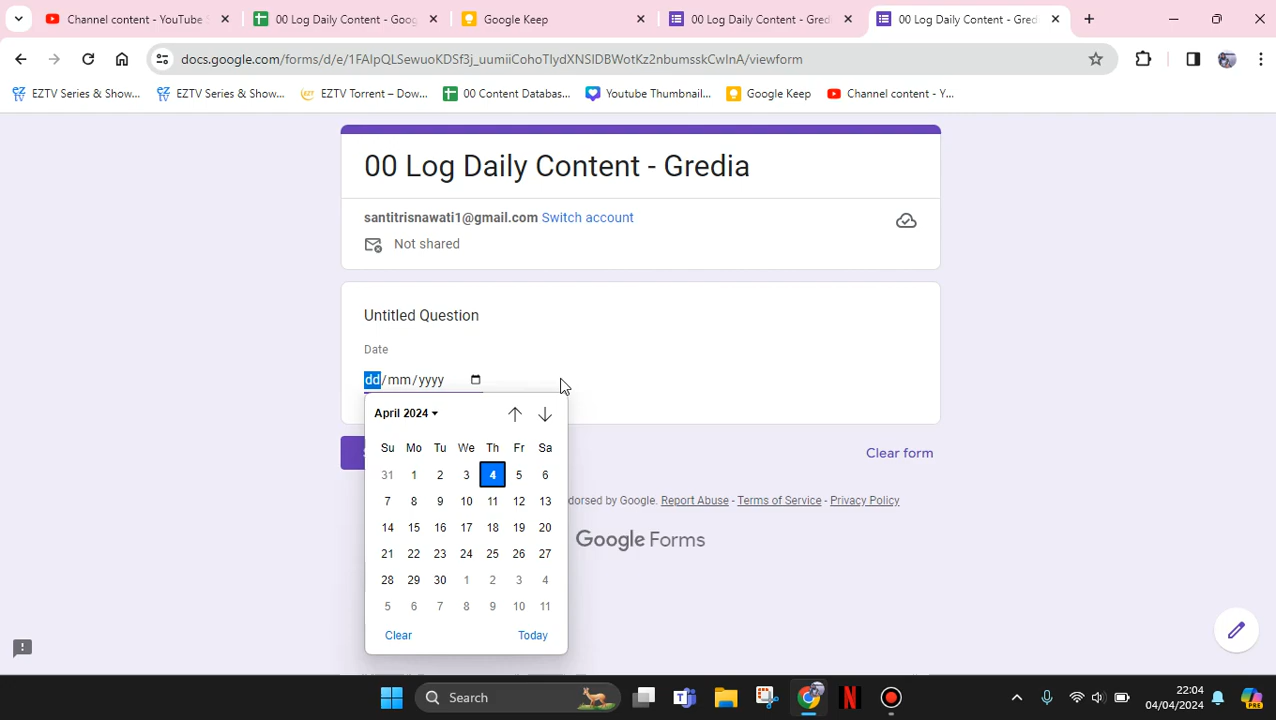 Channel content - YouTube
00 Log Daily Content - Goog
Google Keep
00 Log Daily Content - Gred
00 Log Daily Content - Gred
docs.google.com/forms/d/e/1FAIpQLSewuoKDSf3j_uumiiCohoTIydXNSIDBWotKz2nbumsskCwInA/viewform
EZTV Series & Show...
EZTV Series & Show...
EZTV Torrent – Dow...
00 Content Databas...
Youtube Thumbnail...
Google Keep
Channel content - Y...
00 Log Daily Content - Gredia
santitrisnawati1@gmail.com Switch account
Not shared
Untitled Question
Date
dd/mm/yyyy
April 2024
Su Mo Tu We Th Fr Sa
31 1 2 3 4 5 6
7 8 9 10 11 12 13
14 15 16 17 18 19 20
21 22 23 24 25 26 27
28 29 30 1 2 3 4
5 6 7 8 9 10 11
Clear Today
Clear form
dorsed by Google. Report Abuse - Terms of Service - Privacy Policy
Google Forms
Search
22:04
04/04/2024
PRE